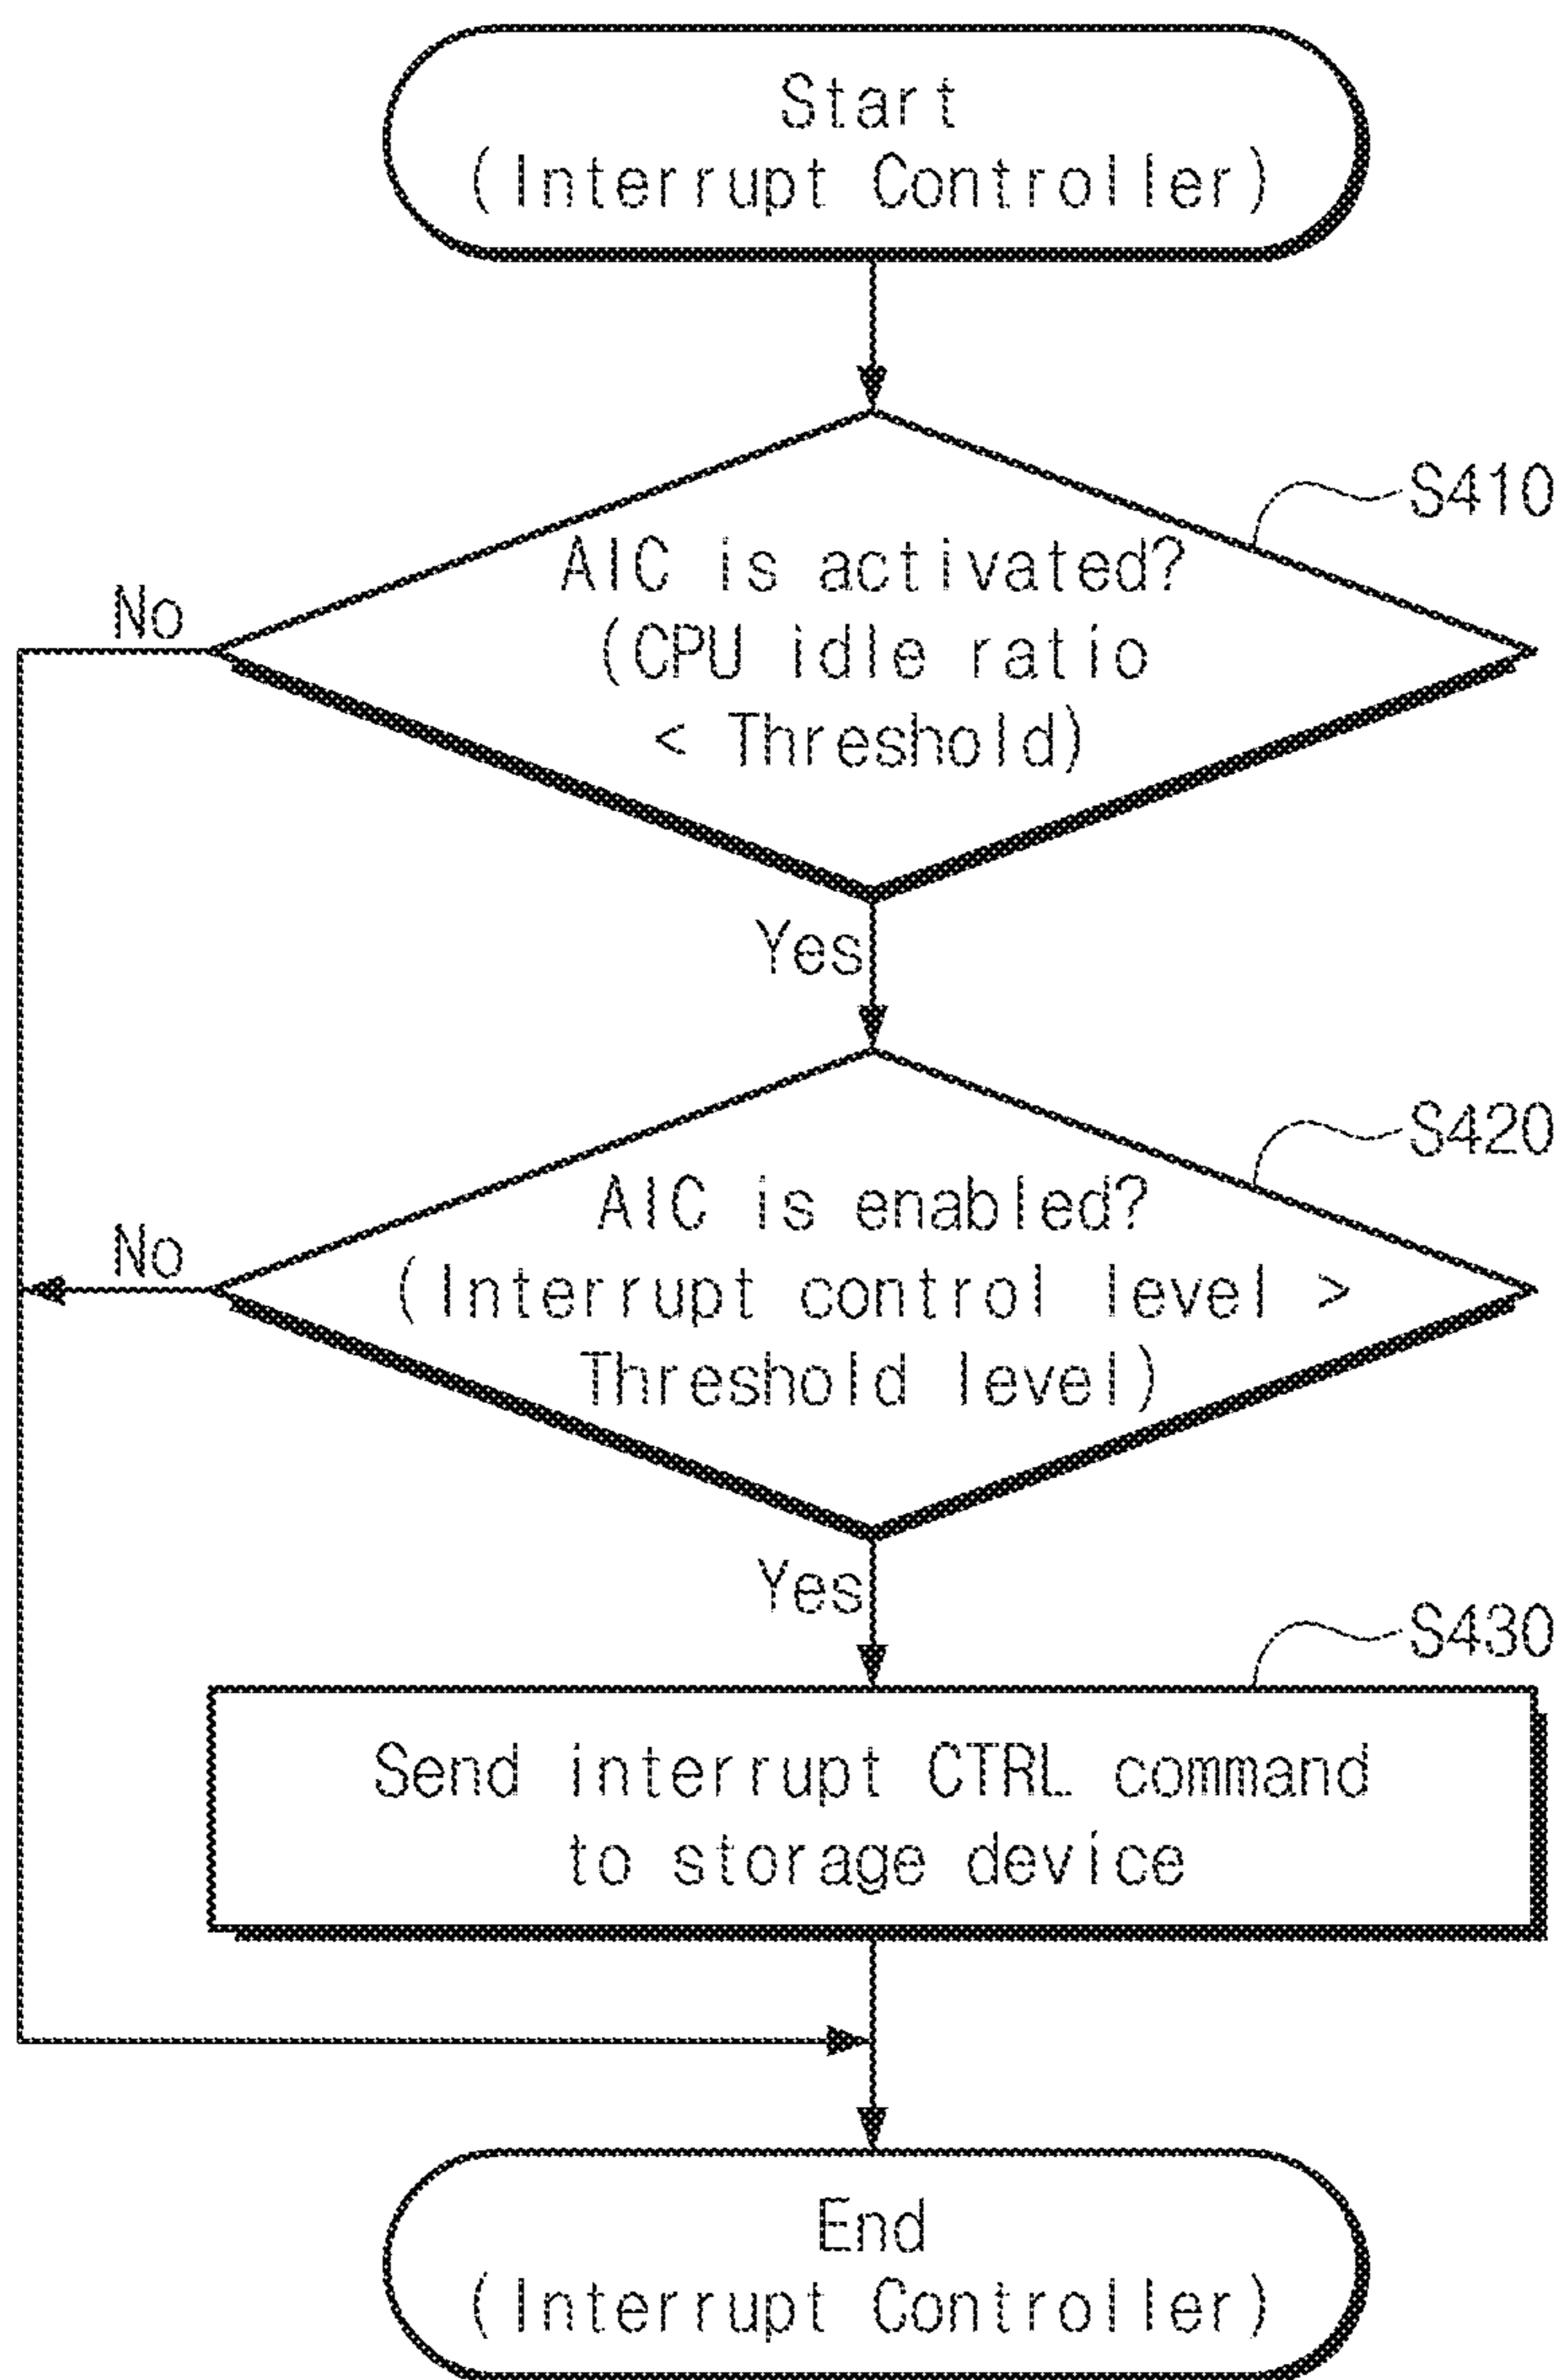 Start
(Interrupt Controller)
S410
AIC is activated?
No
(CPU idle ratio
< Threshold)
Yes
S420
AIC is enabled?
No
(Interrupt control level >
Threshold level)
Yes
S430
Send interrupt CTRL command
to storage device
End
(Interrupt Controller)